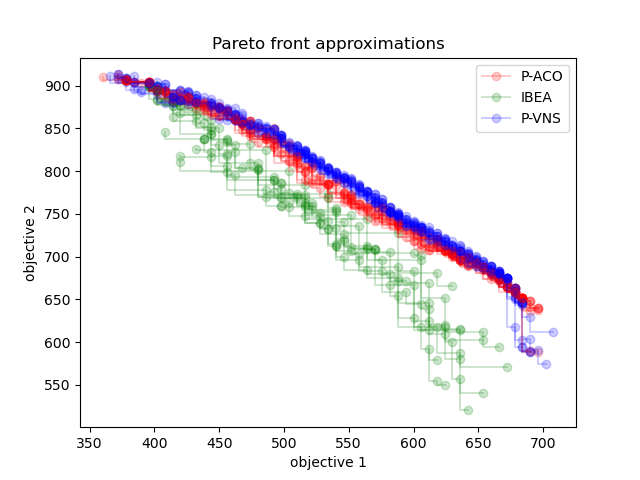 Pareto front approximations
P-ACO
IBEA
P-VNS
objective 2
900
850
800
750
700
650
600
550
350 400 450 500 550 600 650 700
objective 1